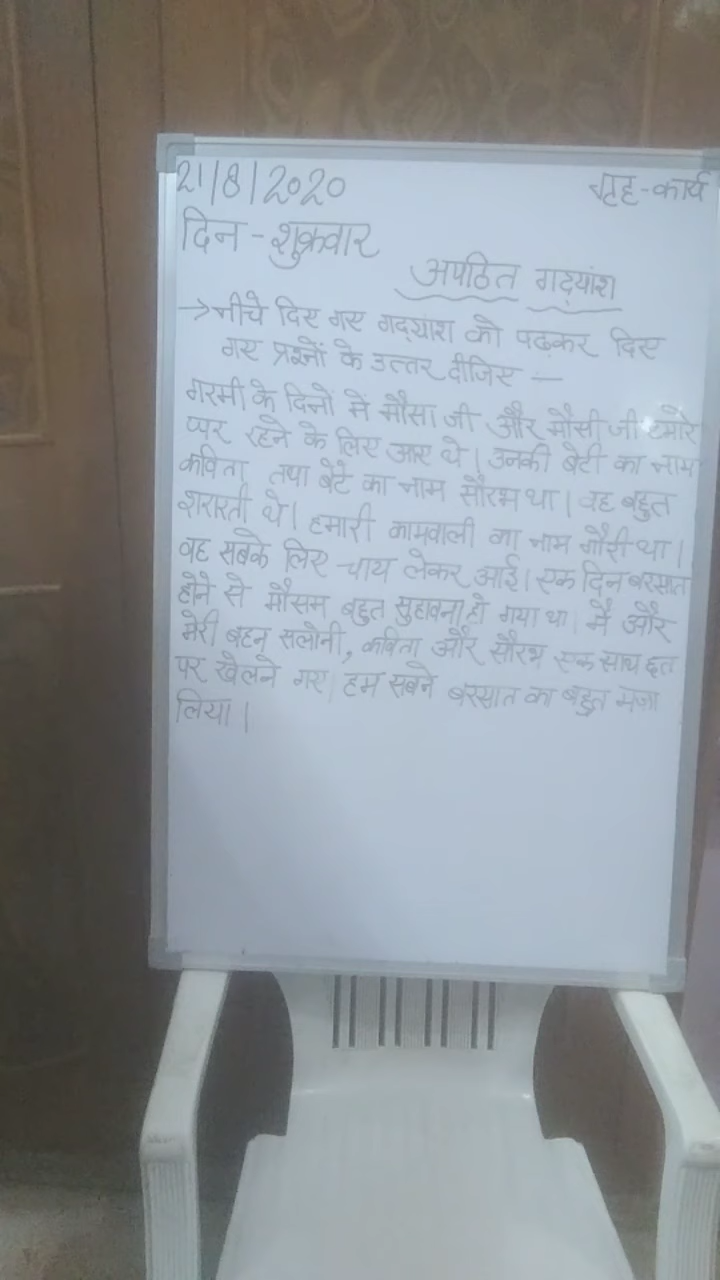 21/8/2020 गृह-कार्य
दिन - शुक्रवार
अपठित गद्यांश
→ नीचे दिए गए गद्यांश को पढ़कर दिए
गए प्रश्नों के उत्तर दीजिए —
गरमी के दिनों में मौसा जी और मौसी जी हमारे
घर रहने के लिए आए थे। उनकी बेटी का नाम
कविता तथा बेटे का नाम सौरभ था। वह बहुत
शरारती थे। हमारी कामवाली का नाम गौरी था।
वह सबके लिए चाय लेकर आई। एक दिन बरसात
होने से मौसम बहुत सुहावना हो गया था। मैं और
मेरी बहन सलोनी, कविता और सौरभ एक साथ छत
पर खेलने गए। हम सबने बरसात का बहुत मज़ा
लिया।